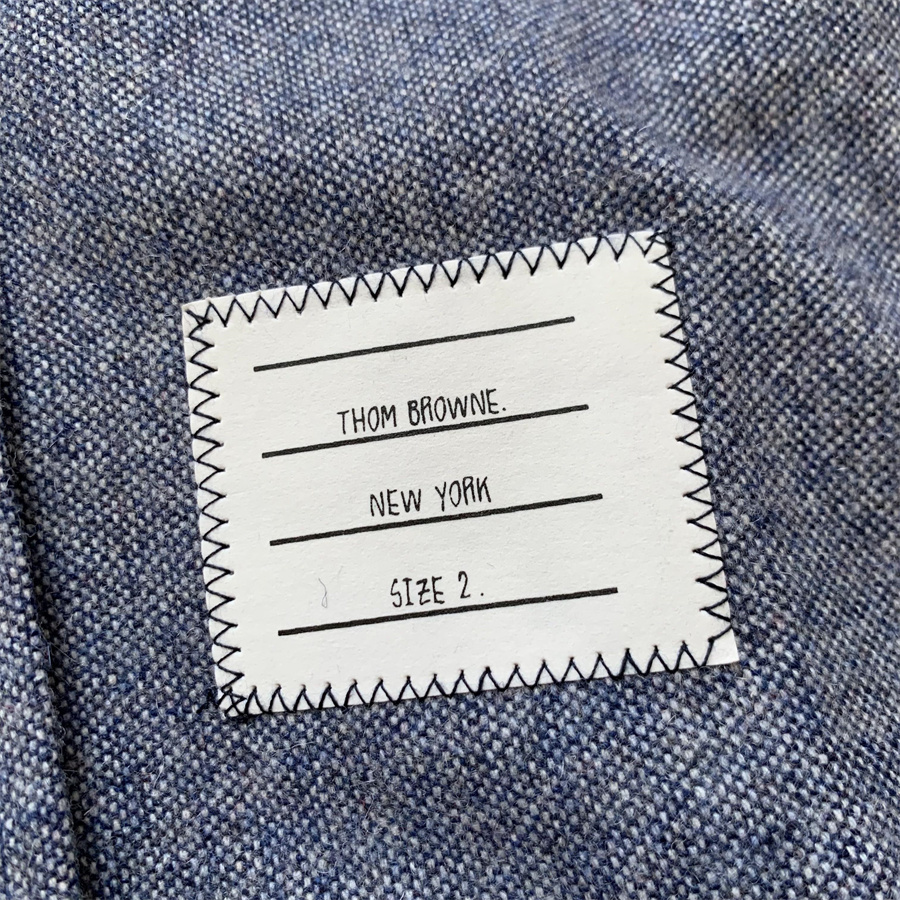 THOM BROWNE.
NEW YORK
SIZE 2.